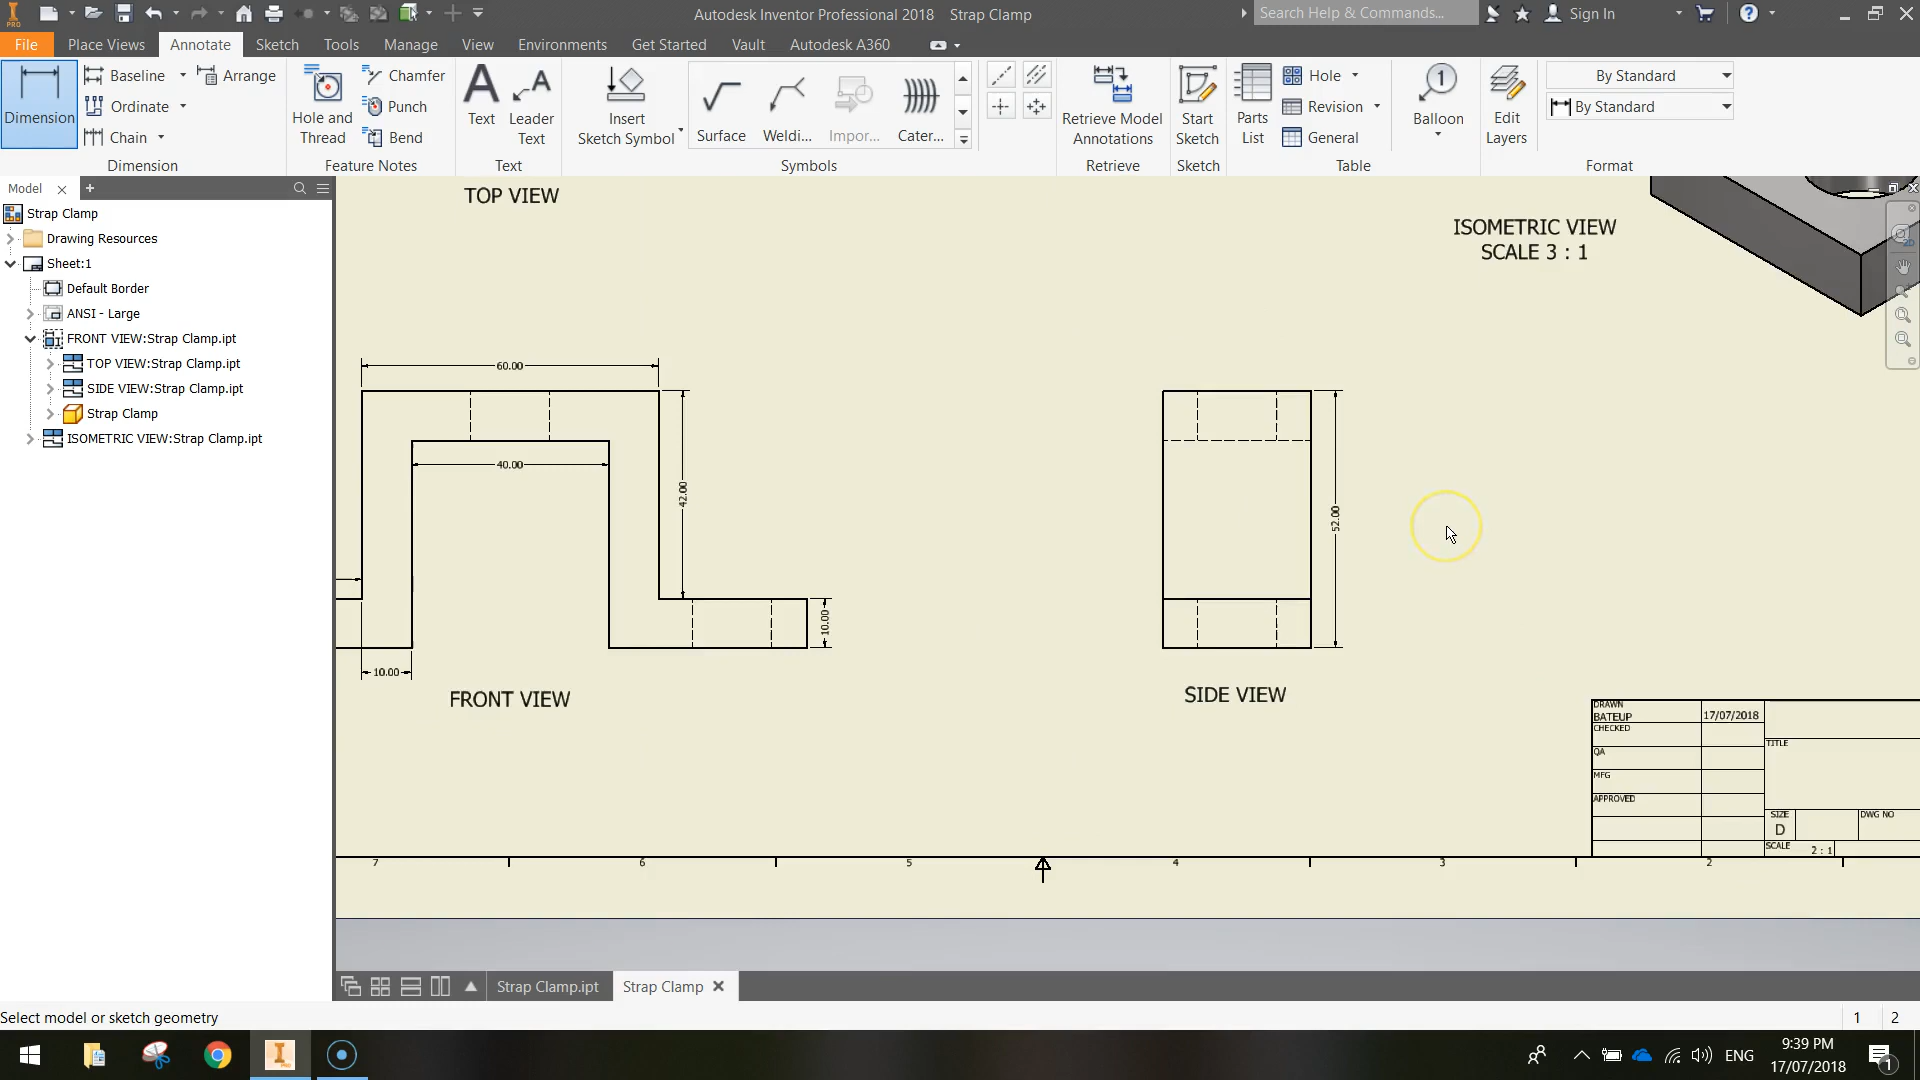 Autodesk Inventor Professional 2018 Strap Clamp
Search Help & Commands...
Sign In
PRO
File Place Views Annotate Sketch Tools Manage View Environments Get Started Vault Autodesk A360
Dimension
Baseline
Ordinate
Chain
Arrange
Dimension
Hole and Thread
Chamfer
Punch
Bend
Feature Notes
Text
Leader Text
Text
Insert Sketch Symbol
Surface
Weldi...
Impor...
Cater...
Symbols
Retrieve Model Annotations
Retrieve
Start Sketch
Sketch
Parts List
Hole
Revision
General
Table
Balloon
Edit Layers
By Standard
By Standard
Format
Model
Strap Clamp
Drawing Resources
Sheet:1
Default Border
ANSI - Large
FRONT VIEW:Strap Clamp.ipt
TOP VIEW:Strap Clamp.ipt
SIDE VIEW:Strap Clamp.ipt
Strap Clamp
ISOMETRIC VIEW:Strap Clamp.ipt
TOP VIEW
ISOMETRIC VIEW
SCALE 3 : 1
60.00
40.00
42.00
10.00
10.00
FRONT VIEW
52.00
SIDE VIEW
DRAWN
BATEUP
17/07/2018
CHECKED
QA
MFG
APPROVED
TITLE
SIZE
D
DWG NO
SCALE
2 : 1
7 6 5 4 3 2
Strap Clamp.ipt
Strap Clamp
Select model or sketch geometry
1 2
ENG
9:39 PM
17/07/2018
1